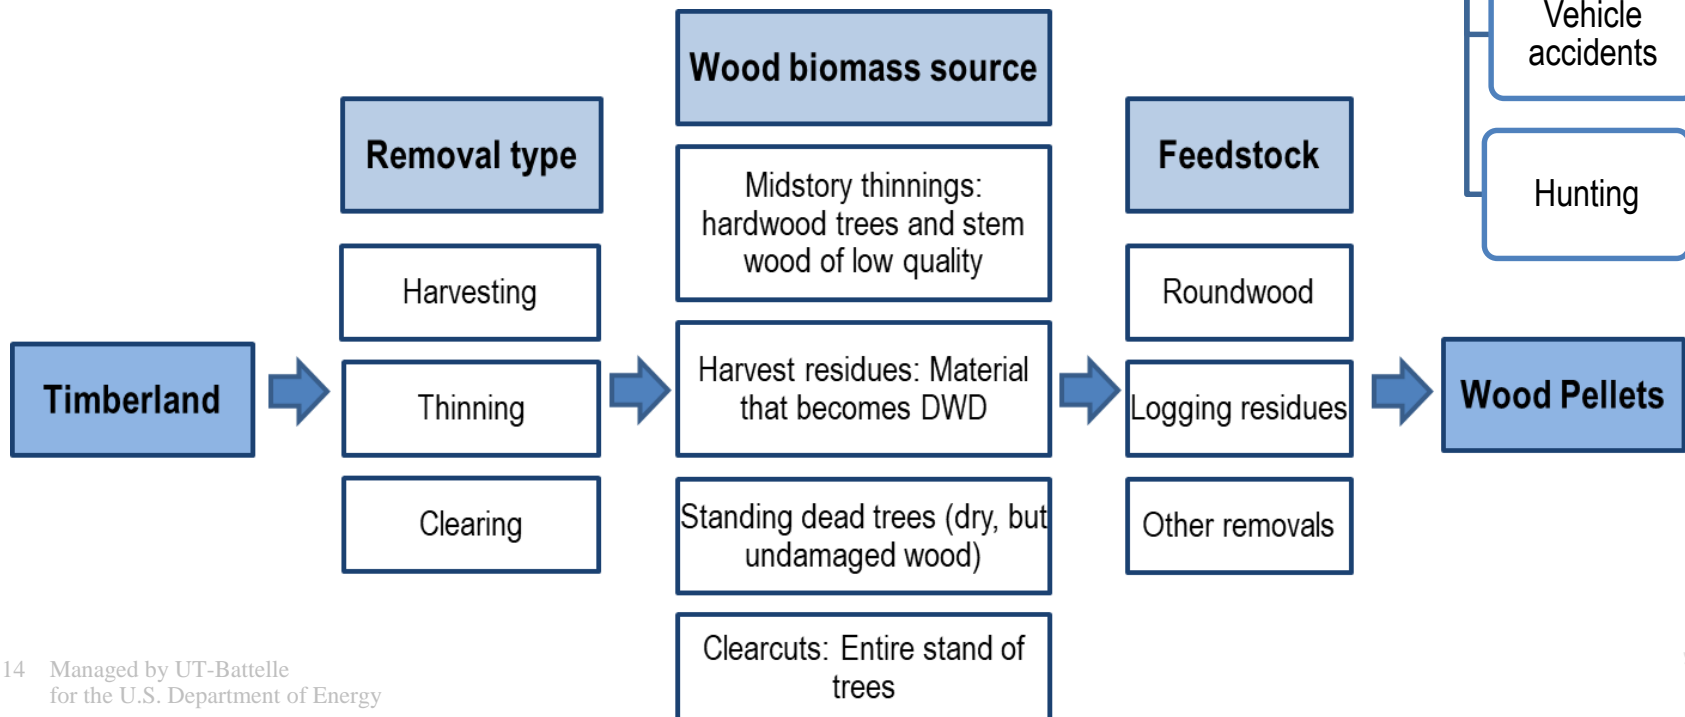 Vehicle
accidents
Hunting
Wood biomass source
Removal type
Feedstock
Midstory thinnings:
hardwood trees and stem
wood of low quality
Harvesting
Roundwood
Timberland
Thinning
Harvest residues: Material
that becomes DWD
Logging residues
Wood Pellets
Clearing
Standing dead trees (dry, but
undamaged wood)
Other removals
Clearcuts: Entire stand of
trees
14 Managed by UT-Battelle
for the U.S. Department of Energy